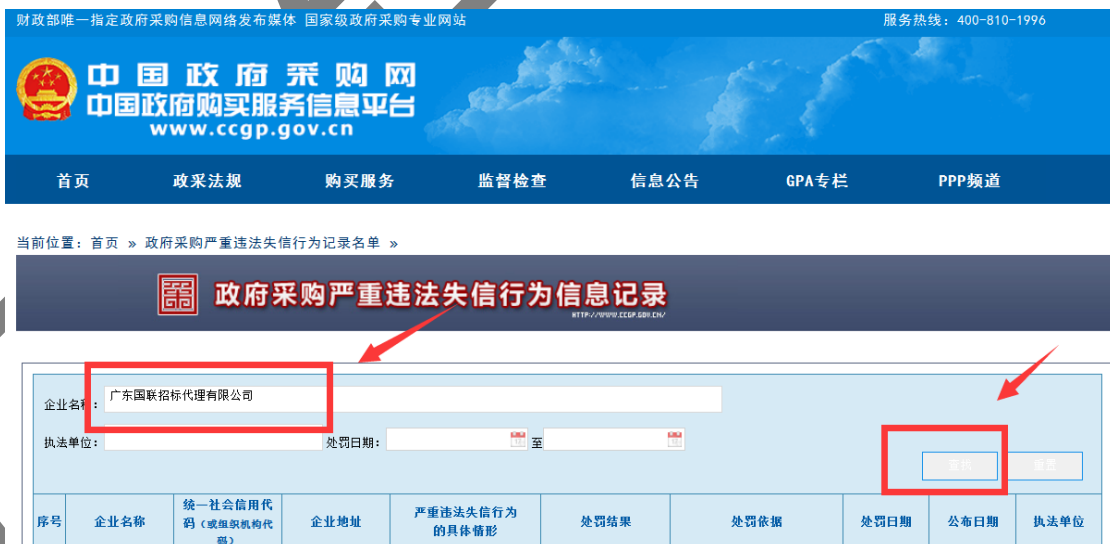 财政部唯一指定政府采购信息网络发布媒体 国家级政府采购专业网站 服务热线：400-810-1996
中国政府采购网
中国政府购买服务信息平台
www.ccgp.gov.cn
首页 政采法规 购买服务 监督检查 信息公告 GPA专栏 PPP频道
当前位置：首页 » 政府采购严重违法失信行为记录名单 »
政府采购严重违法失信行为信息记录
HTTP://WWW.CCGP.GOV.CN/
企业名称：广东国联招标代理有限公司
执法单位： 处罚日期： 至
查找 重置
序号 企业名称 统一社会信用代码（或组织机构代码） 企业地址 严重违法失信行为的具体情形 处罚结果 处罚依据 处罚日期 公布日期 执法单位